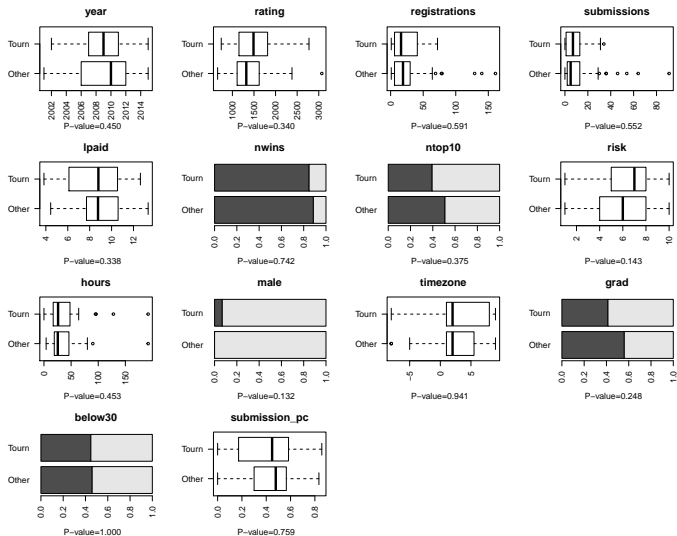 year
rating
registrations
submissions
Tourn
Other
Tourn
Other
Tourn
Other
Tourn
Other
2002 2004 2006 2008 2010 2012 2014
1000 1500 2000 2500 3000
0 50 100 150
0 20 40 60 80
P−value=0.450
P−value=0.340
P−value=0.591
P−value=0.552
lpaid
nwins
ntop10
risk
Tourn
Other
Tourn
Other
Tourn
Other
Tourn
Other
4 6 8 10 12
0.0 0.2 0.4 0.6 0.8 1.0
0.0 0.2 0.4 0.6 0.8 1.0
2 4 6 8 10
P−value=0.338
P−value=0.742
P−value=0.375
P−value=0.143
hours
male
timezone
grad
Tourn
Other
Tourn
Other
Tourn
Other
Tourn
Other
0 50 100 150
0.0 0.2 0.4 0.6 0.8 1.0
−5 0 5
0.0 0.2 0.4 0.6 0.8 1.0
P−value=0.453
P−value=0.132
P−value=0.941
P−value=0.248
below30
submission_pc
Tourn
Other
Tourn
Other
0.0 0.2 0.4 0.6 0.8 1.0
0.0 0.2 0.4 0.6 0.8
P−value=1.000
P−value=0.759